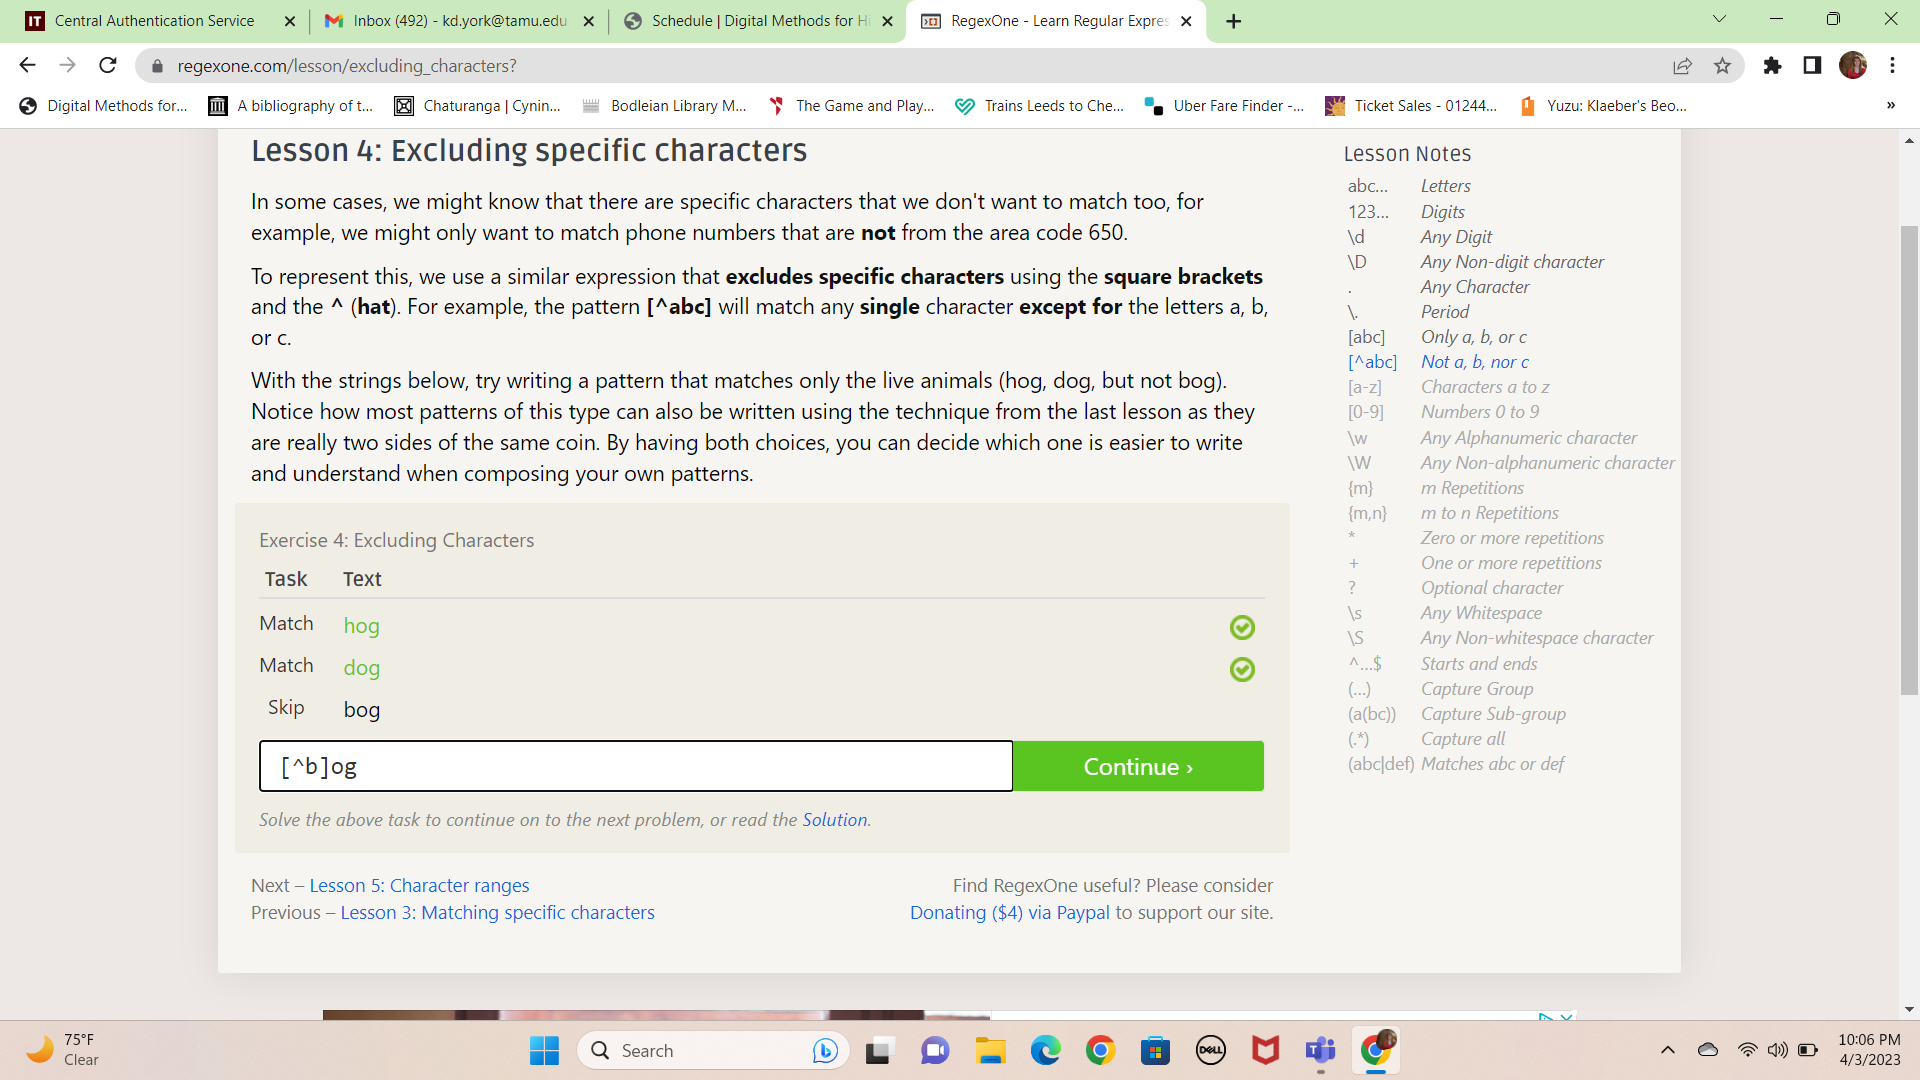 Central Authentication Service
Inbox (492) - kd.york@tamu.edu
Schedule | Digital Methods for Hi
RegexOne - Learn Regular Expres
regexone.com/lesson/excluding_characters?
Digital Methods for...
A bibliography of t...
Chaturanga | Cynin...
Bodleian Library M...
The Game and Play...
Trains Leeds to Che...
Uber Fare Finder -...
Ticket Sales - 01244...
Yuzu: Klaeber's Beo...
»
Lesson 4: Excluding specific characters
In some cases, we might know that there are specific characters that we don't want to match too, for
example, we might only want to match phone numbers that are not from the area code 650.
To represent this, we use a similar expression that excludes specific characters using the square brackets
and the ^ (hat). For example, the pattern [^abc] will match any single character except for the letters a, b,
or c.
With the strings below, try writing a pattern that matches only the live animals (hog, dog, but not bog).
Notice how most patterns of this type can also be written using the technique from the last lesson as they
are really two sides of the same coin. By having both choices, you can decide which one is easier to write
and understand when composing your own patterns.
Exercise 4: Excluding Characters
Task Text
Match hog
Match dog
Skip bog
[^b]og
Continue ›
Solve the above task to continue on to the next problem, or read the Solution.
Next – Lesson 5: Character ranges
Previous – Lesson 3: Matching specific characters
Find RegexOne useful? Please consider
Donating ($4) via Paypal to support our site.
Lesson Notes
abc... Letters
123... Digits
\d Any Digit
\D Any Non-digit character
. Any Character
\. Period
[abc] Only a, b, or c
[^abc] Not a, b, nor c
[a-z] Characters a to z
[0-9] Numbers 0 to 9
\w Any Alphanumeric character
\W Any Non-alphanumeric character
{m} m Repetitions
{m,n} m to n Repetitions
* Zero or more repetitions
+ One or more repetitions
? Optional character
\s Any Whitespace
\S Any Non-whitespace character
^...$ Starts and ends
(...) Capture Group
(a(bc)) Capture Sub-group
(.*) Capture all
(abc|def) Matches abc or def
75°F
Clear
Search
DELL
10:06 PM
4/3/2023